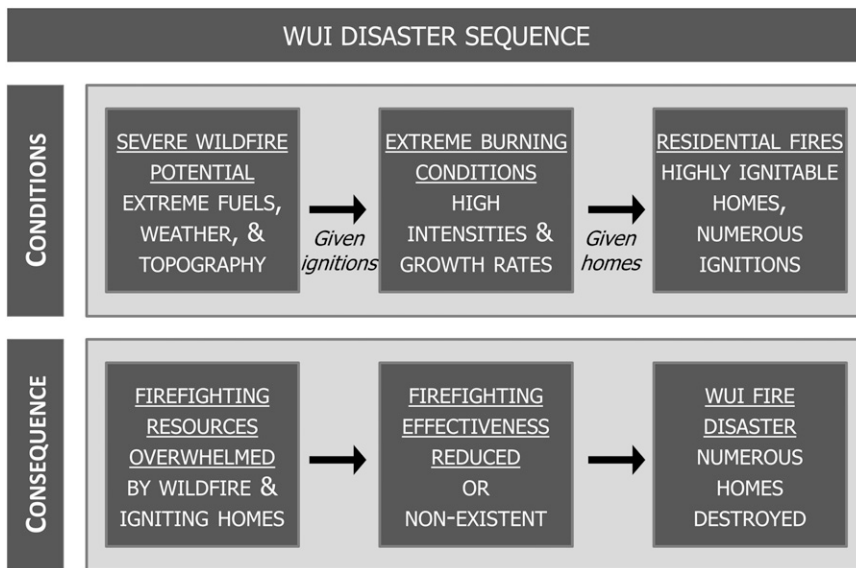 WUI DISASTER SEQUENCE
CONDITIONS
SEVERE WILDFIRE
POTENTIAL
EXTREME FUELS,
WEATHER, &
TOPOGRAPHY
Given
ignitions
EXTREME BURNING
CONDITIONS
HIGH
INTENSITIES &
GROWTH RATES
Given
homes
RESIDENTIAL FIRES
HIGHLY IGNITABLE
HOMES,
NUMEROUS
IGNITIONS
CONSEQUENCE
FIREFIGHTING
RESOURCES
OVERWHELMED
BY WILDFIRE &
IGNITING HOMES
FIREFIGHTING
EFFECTIVENESS
REDUCED
OR
NON-EXISTENT
WUI FIRE
DISASTER
NUMEROUS
HOMES
DESTROYED